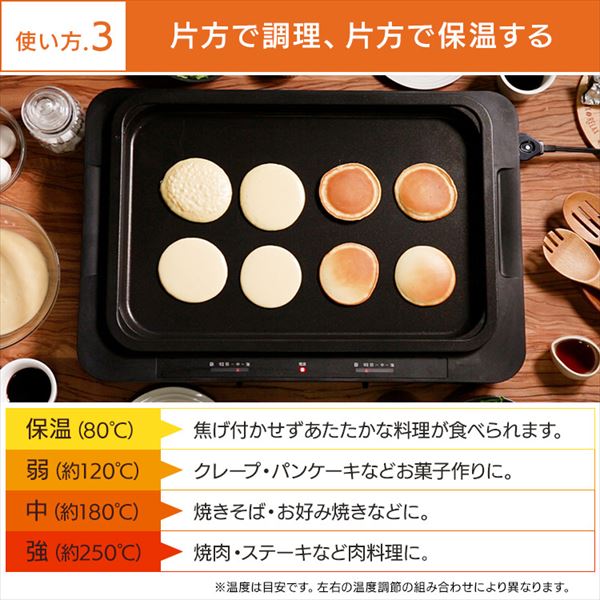 使い方.3
片方で調理、片方で保温する
RELAX
保温(80℃)
焦げ付かせずあたたかな料理が食べられます。
弱(約120℃)
クレープ・パンケーキなどお菓子作りに。
中(約180℃)
焼きそば・お好み焼きなどに。
強(約250℃)
焼肉・ステーキなど肉料理に。
※温度は目安です。左右の温度調節の組み合わせにより異なります。